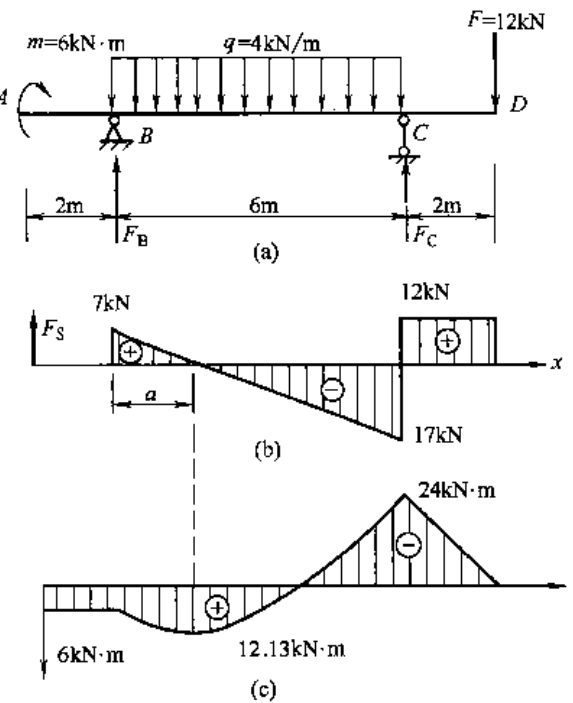 F=12kN
m=6kN·m
q=4kN/m
A
B
C
D
2m
6m
2m
F_B
F_C
(a)
7kN
12kN
F_S
x
a
17kN
(b)
24kN·m
12.13kN·m
6kN·m
(c)